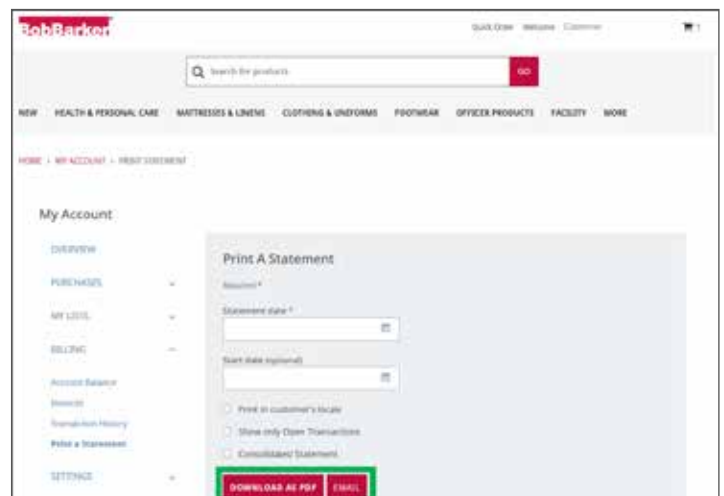 BobBarker
Quick Order Welcome Customer 1
Search for products GO
NEW HEALTH & PERSONAL CARE MATTRESSES & LINENS CLOTHING & UNIFORMS FOOTWEAR OFFICER PRODUCTS FACILITY MORE
HOME > MY ACCOUNT > PRINT STATEMENT
My Account
OVERVIEW
PURCHASES
MY LISTS
BILLING
Account Balance
Invoices
Transaction History
Print a Statement
SETTINGS
Print A Statement
Required *
Statement date *
Start date (optional)
Print in customer's locale
Show only Open Transactions
Consolidated Statement
DOWNLOAD AS PDF EMAIL